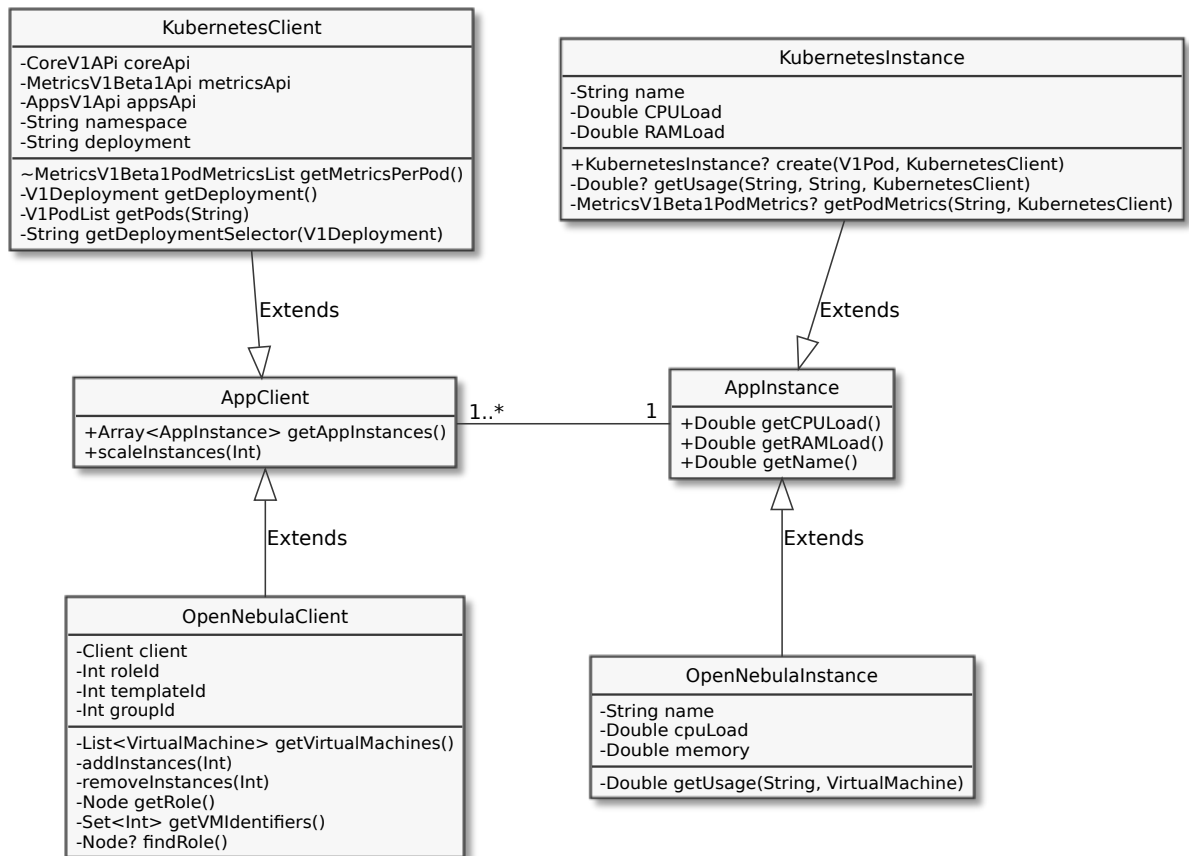 KubernetesClient
-CoreV1APi coreApi
-MetricsV1Beta1Api metricsApi
-AppsV1Api appsApi
-String namespace
-String deployment
~MetricsV1Beta1PodMetricsList getMetricsPerPod()
-V1Deployment getDeployment()
-V1PodList getPods(String)
-String getDeploymentSelector(V1Deployment)
KubernetesInstance
-String name
-Double CPULoad
-Double RAMLoad
+KubernetesInstance? create(V1Pod, KubernetesClient)
-Double? getUsage(String, String, KubernetesClient)
-MetricsV1Beta1PodMetrics? getPodMetrics(String, KubernetesClient)
Extends
Extends
AppClient
+Array<AppInstance> getAppInstances()
+scaleInstances(Int)
1..*
1
AppInstance
+Double getCPULoad()
+Double getRAMLoad()
+Double getName()
Extends
Extends
OpenNebulaClient
-Client client
-Int roleId
-Int templateId
-Int groupId
-List<VirtualMachine> getVirtualMachines()
-addInstances(Int)
-removeInstances(Int)
-Node getRole()
-Set<Int> getVMIdentifiers()
-Node? findRole()
OpenNebulaInstance
-String name
-Double cpuLoad
-Double memory
-Double getUsage(String, VirtualMachine)